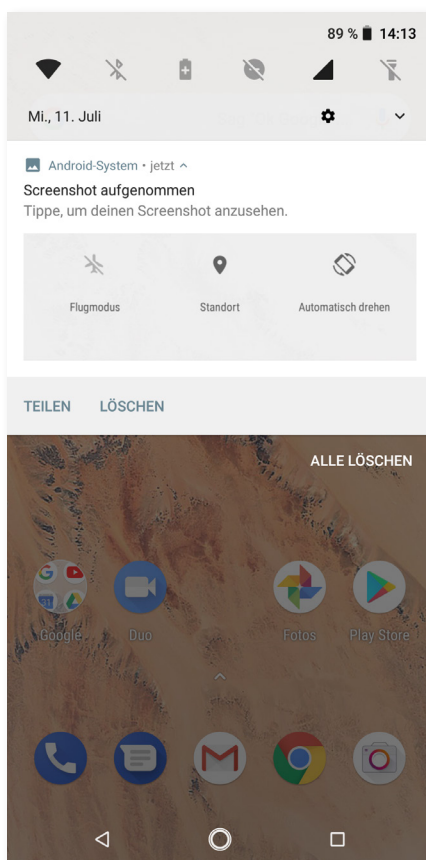 89 % 14:13
Mi., 11. Juli
Android-System • jetzt
Screenshot aufgenommen
Tippe, um deinen Screenshot anzusehen.
Flugmodus Standort Automatisch drehen
TEILEN LÖSCHEN
ALLE LÖSCHEN
Google Duo Fotos Play Store